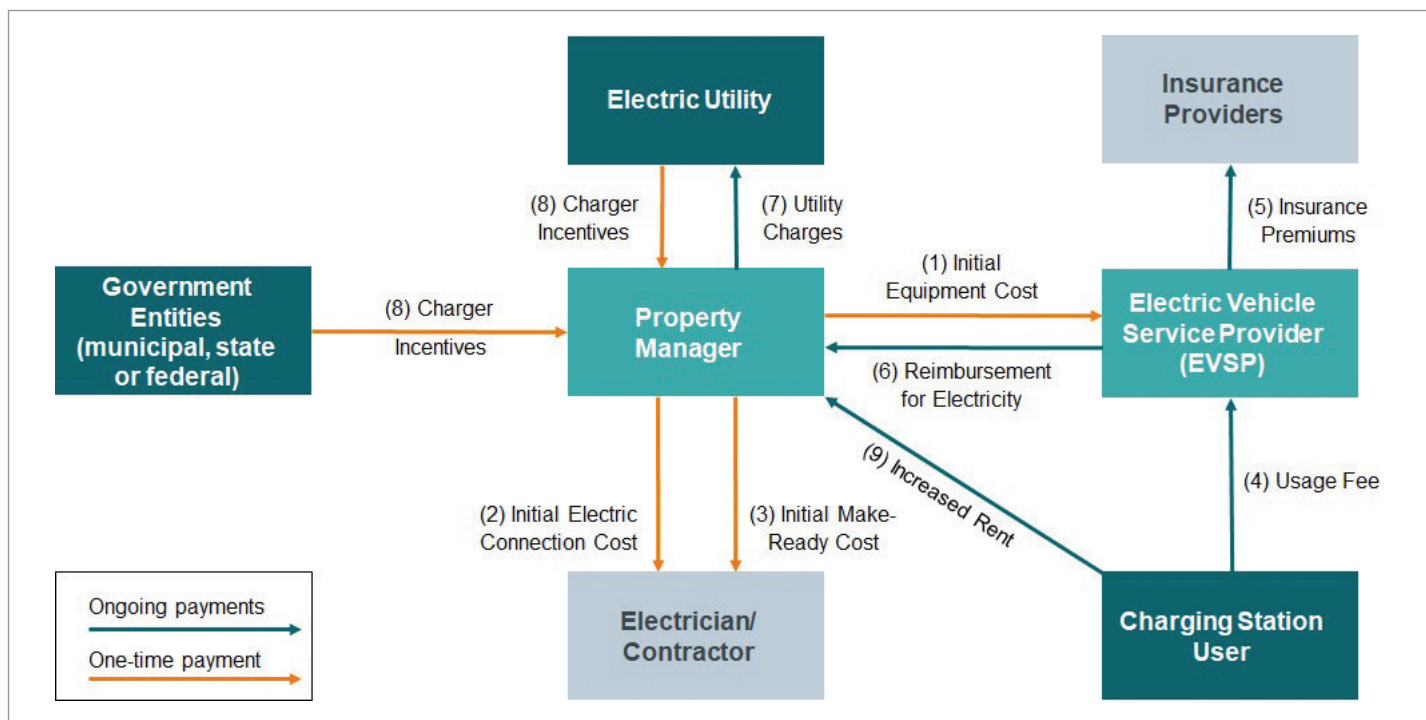 Electric Utility
Insurance
Providers
(8) Charger
Incentives
(7) Utility
Charges
(5) Insurance
Premiums
Government
Entities
(municipal, state
or federal)
(8) Charger
Incentives
Property
Manager
(1) Initial
Equipment Cost
Electric Vehicle
Service Provider
(EVSP)
(6) Reimbursement
for Electricity
(9) Increased Rent
(4) Usage Fee
(2) Initial Electric
Connection Cost
(3) Initial Make-
Ready Cost
Ongoing payments
One-time payment
Electrician/
Contractor
Charging Station
User